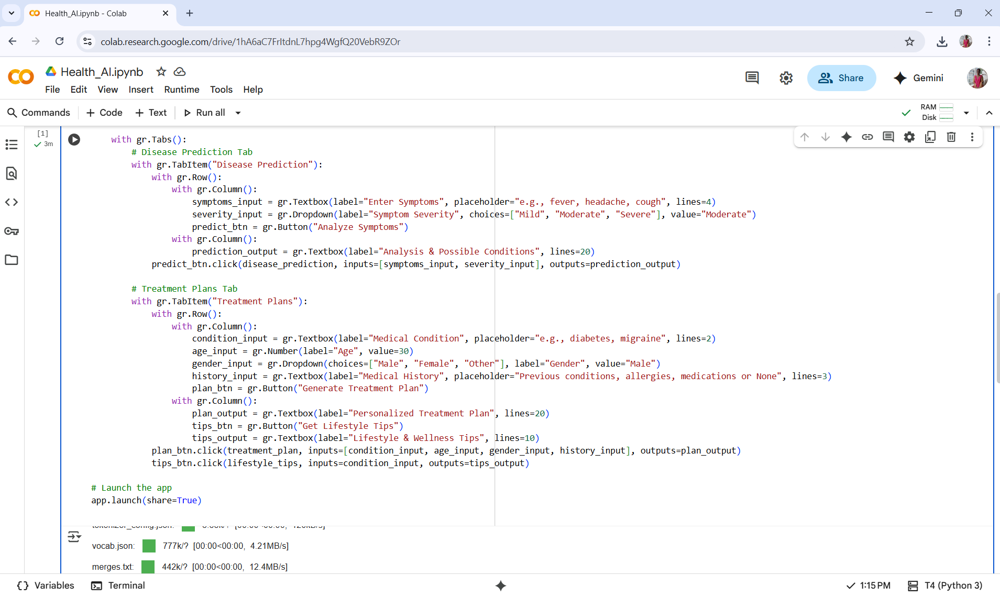 Health_AI.ipynb - Colab
colab.research.google.com/drive/1hA6aC7FrItdnL7hpg4WgfQ20VebR9ZOr
Health_AI.ipynb
File Edit View Insert Runtime Tools Help
Share
Gemini
Commands + Code + Text Run all
RAM
Disk
[1]
3m
with gr.Tabs():
# Disease Prediction Tab
with gr.TabItem("Disease Prediction"):
with gr.Row():
with gr.Column():
symptoms_input = gr.Textbox(label="Enter Symptoms", placeholder="e.g., fever, headache, cough", lines=4)
severity_input = gr.Dropdown(label="Symptom Severity", choices=["Mild", "Moderate", "Severe"], value="Moderate")
predict_btn = gr.Button("Analyze Symptoms")
with gr.Column():
prediction_output = gr.Textbox(label="Analysis & Possible Conditions", lines=20)
predict_btn.click(disease_prediction, inputs=[symptoms_input, severity_input], outputs=prediction_output)
# Treatment Plans Tab
with gr.TabItem("Treatment Plans"):
with gr.Row():
with gr.Column():
condition_input = gr.Textbox(label="Medical Condition", placeholder="e.g., diabetes, migraine", lines=2)
age_input = gr.Number(label="Age", value=30)
gender_input = gr.Dropdown(choices=["Male", "Female", "Other"], label="Gender", value="Male")
history_input = gr.Textbox(label="Medical History", placeholder="Previous conditions, allergies, medications or None", lines=3)
plan_btn = gr.Button("Generate Treatment Plan")
with gr.Column():
plan_output = gr.Textbox(label="Personalized Treatment Plan", lines=20)
tips_btn = gr.Button("Get Lifestyle Tips")
tips_output = gr.Textbox(label="Lifestyle & Wellness Tips", lines=10)
plan_btn.click(treatment_plan, inputs=[condition_input, age_input, gender_input, history_input], outputs=plan_output)
tips_btn.click(lifestyle_tips, inputs=condition_input, outputs=tips_output)
# Launch the app
app.launch(share=True)
vocab.json: 777k/? [00:00<00:00, 4.21MB/s]
merges.txt: 442k/? [00:00<00:00, 12.4MB/s]
{} Variables Terminal
1:15 PM T4 (Python 3)